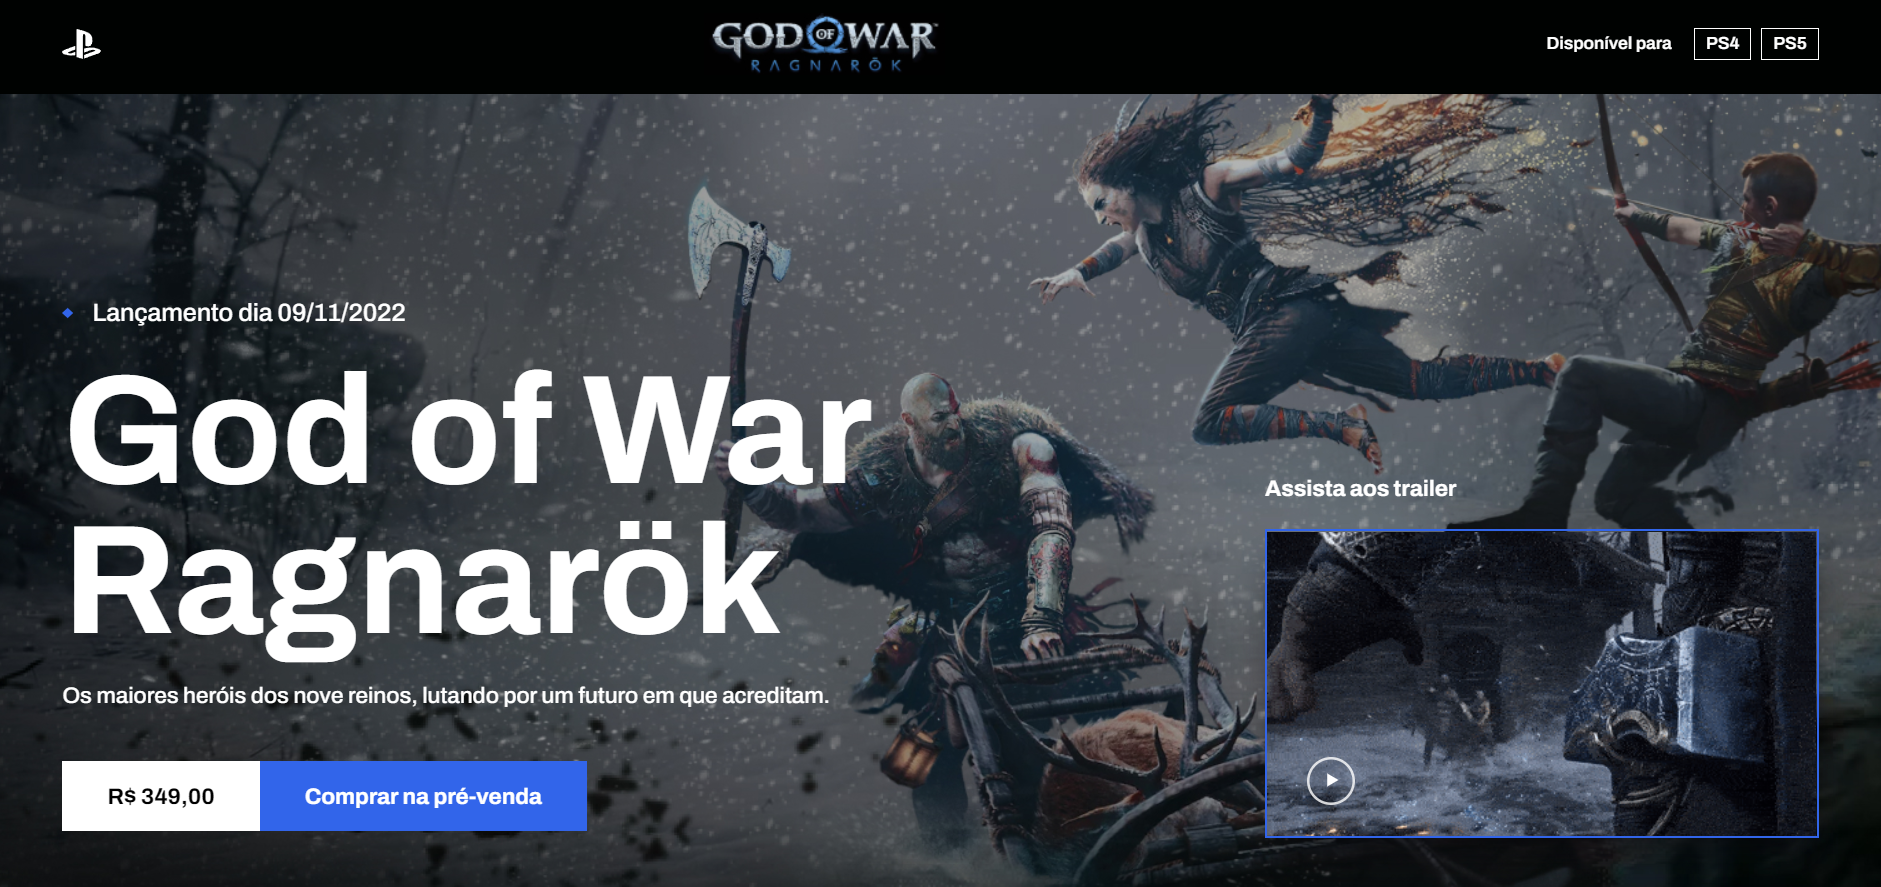 GOD OF WAR
RAGNARÖK
Disponível para
PS4
PS5
Lançamento dia 09/11/2022
God of War
Ragnarök
Os maiores heróis dos nove reinos, lutando por um futuro em que acreditam.
R$ 349,00
Comprar na pré-venda
Assista aos trailer